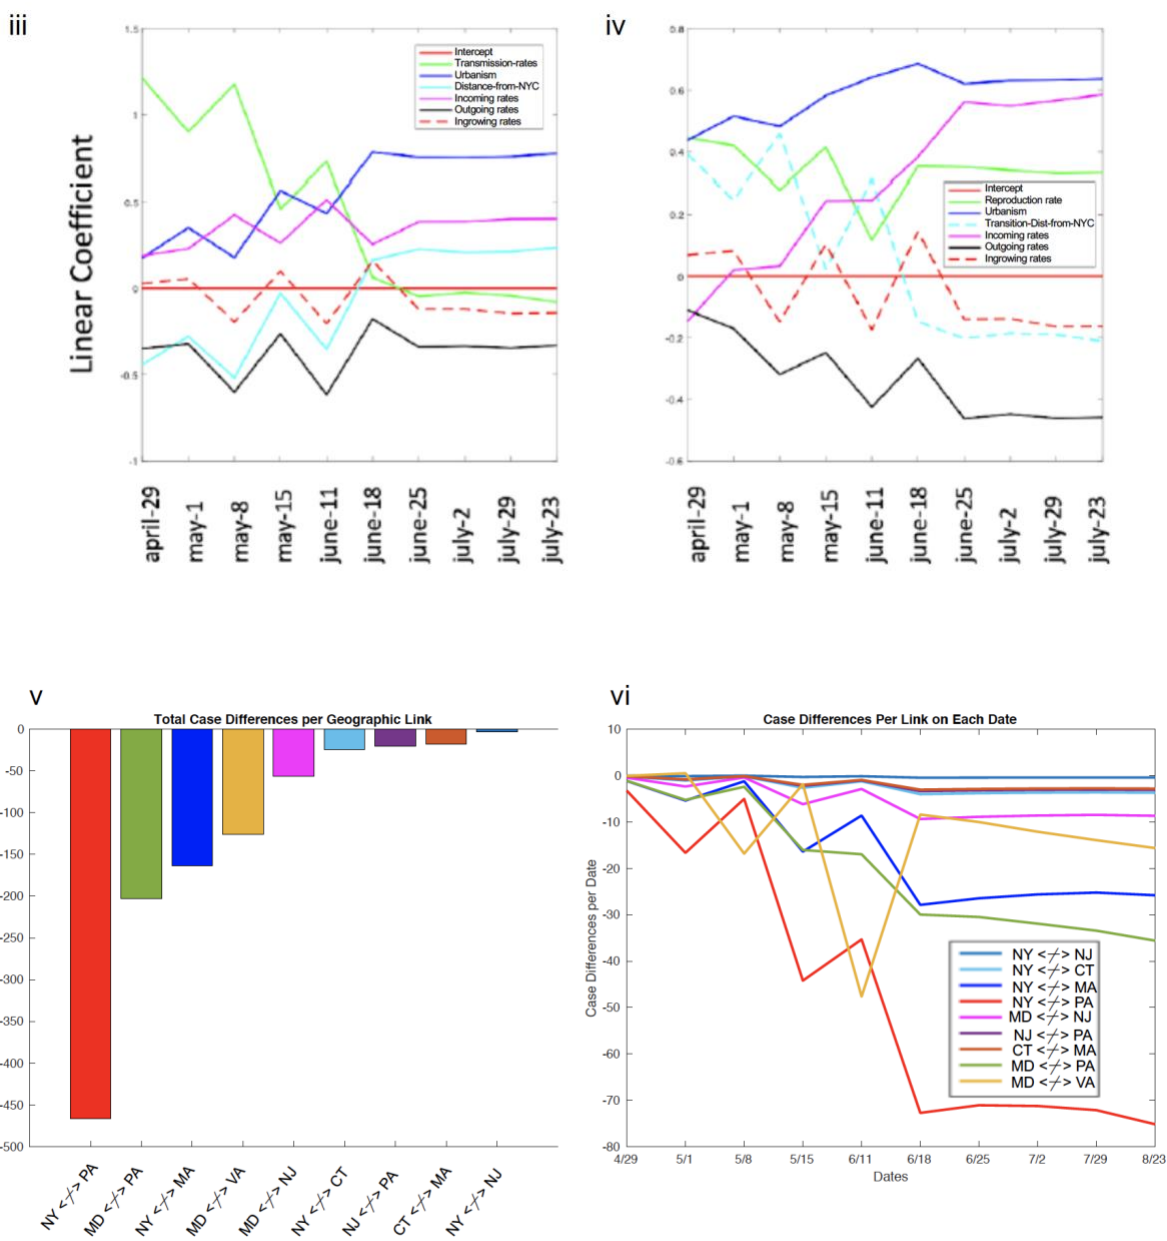 iii
Linear Coefficient
1.5
1
0.5
0
-0.5
-1
Intercept
Transmission-rates
Urbanism
Distance-from-NYC
Incoming rates
Outgoing rates
Ingrowing rates
april-29
may-1
may-8
may-15
june-11
june-18
june-25
july-2
july-29
july-23
iv
0.8
0.6
0.4
0.2
0
-0.2
-0.4
-0.6
Intercept
Reproduction rate
Urbanism
Transition-Dist-from-NYC
Incoming rates
Outgoing rates
Ingrowing rates
april-29
may-1
may-8
may-15
june-11
june-18
june-25
july-2
july-29
july-23
v
Total Case Differences per Geographic Link
0
-50
-100
-150
-200
-250
-300
-350
-400
-450
-500
NY <-/-> PA
MD <-/-> PA
NY <-/-> MA
MD <-/-> VA
MD <-/-> NJ
NY <-/-> CT
NJ <-/-> PA
CT <-/-> MA
NY <-/-> NJ
vi
Case Differences Per Link on Each Date
Case Differences per Date
10
0
-10
-20
-30
-40
-50
-60
-70
-80
NY <-/-> NJ
NY <-/-> CT
NY <-/-> MA
NY <-/-> PA
MD <-/-> NJ
NJ <-/-> PA
CT <-/-> MA
MD <-/-> PA
MD <-/-> VA
4/29
5/1
5/8
5/15
6/11
6/18
6/25
7/2
7/29
8/23
Dates